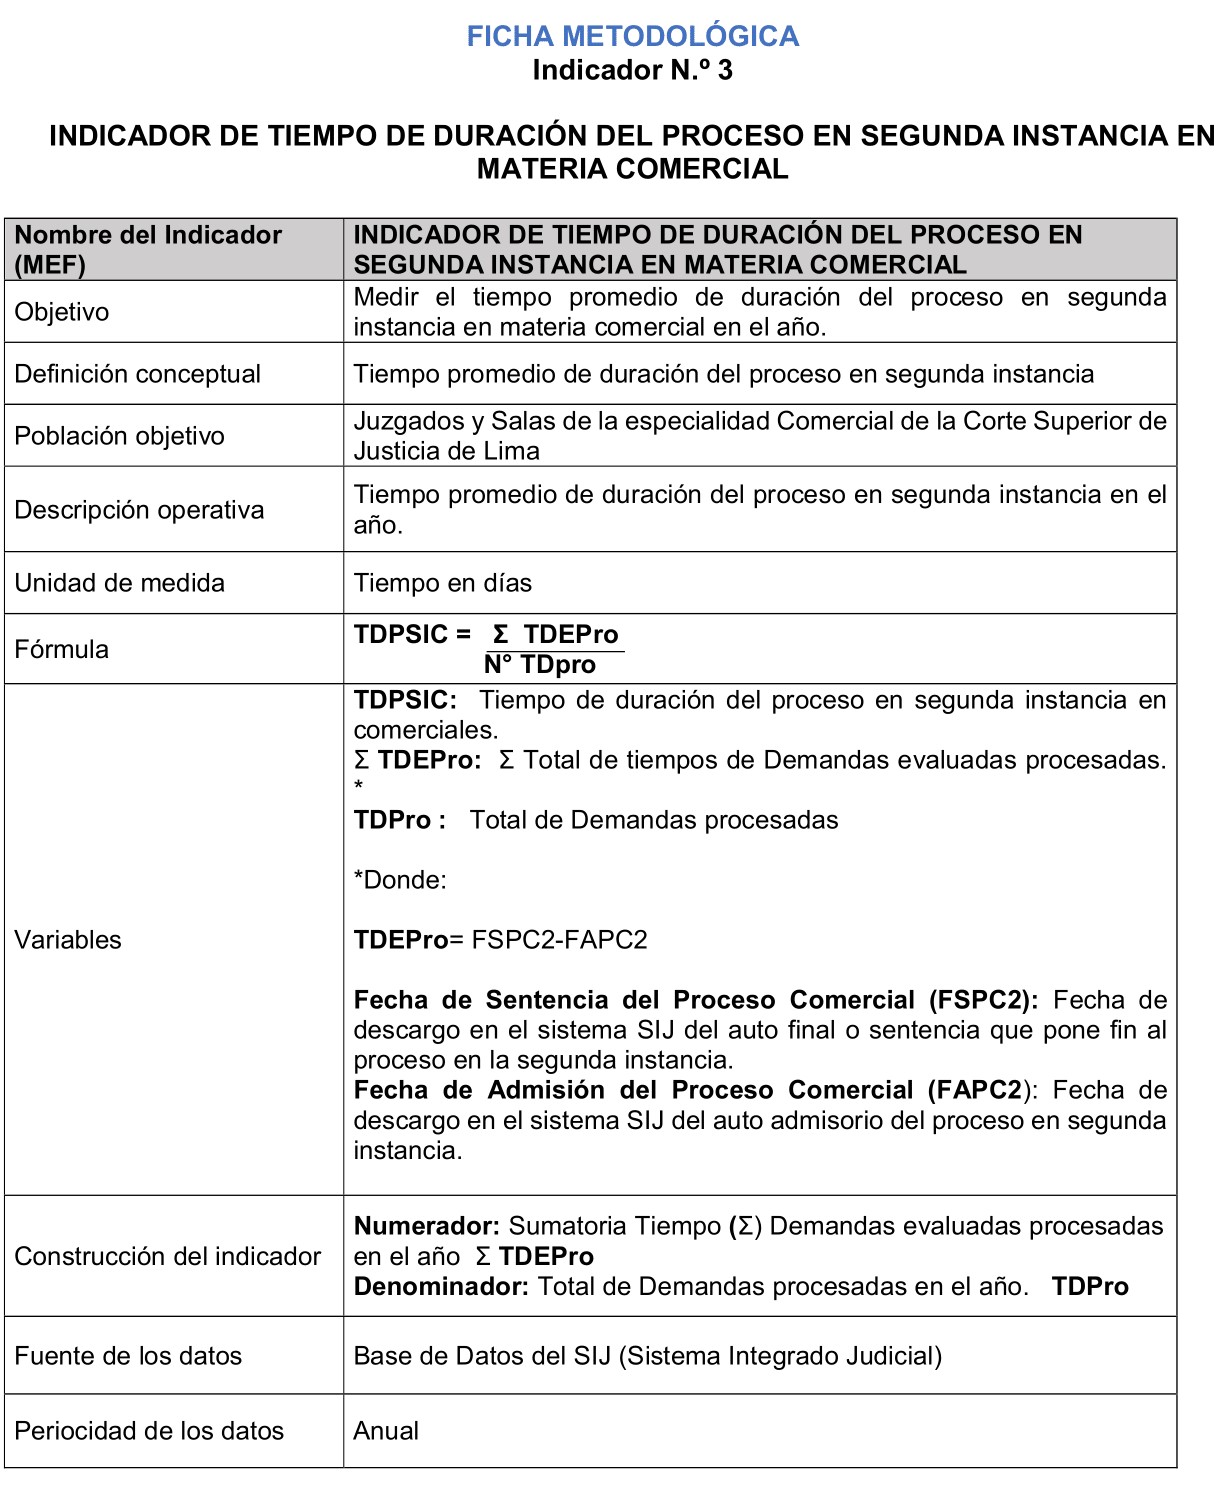 FICHA METODOLÓGICA
Indicador N.º 3
INDICADOR DE TIEMPO DE DURACIÓN DEL PROCESO EN SEGUNDA INSTANCIA EN
MATERIA COMERCIAL
Nombre del Indicador
(MEF)
INDICADOR DE TIEMPO DE DURACIÓN DEL PROCESO EN
SEGUNDA INSTANCIA EN MATERIA COMERCIAL
Objetivo
Medir el tiempo promedio de duración del proceso en segunda
instancia en materia comercial en el año.
Definición conceptual
Tiempo promedio de duración del proceso en segunda instancia
Población objetivo
Juzgados y Salas de la especialidad Comercial de la Corte Superior de
Justicia de Lima
Descripción operativa
Tiempo promedio de duración del proceso en segunda instancia en el
año.
Unidad de medida
Tiempo en días
Fórmula
TDPSIC = Σ TDEPro
N° TDpro
Variables
TDPSIC: Tiempo de duración del proceso en segunda instancia en
comerciales.
Σ TDEPro: Σ Total de tiempos de Demandas evaluadas procesadas.
*
TDPro : Total de Demandas procesadas
*Donde:
TDEPro= FSPC2-FAPC2
Fecha de Sentencia del Proceso Comercial (FSPC2): Fecha de
descargo en el sistema SIJ del auto final o sentencia que pone fin al
proceso en la segunda instancia.
Fecha de Admisión del Proceso Comercial (FAPC2): Fecha de
descargo en el sistema SIJ del auto admisorio del proceso en segunda
instancia.
Construcción del indicador
Numerador: Sumatoria Tiempo (Σ) Demandas evaluadas procesadas
en el año Σ TDEPro
Denominador: Total de Demandas procesadas en el año. TDPro
Fuente de los datos
Base de Datos del SIJ (Sistema Integrado Judicial)
Periocidad de los datos
Anual